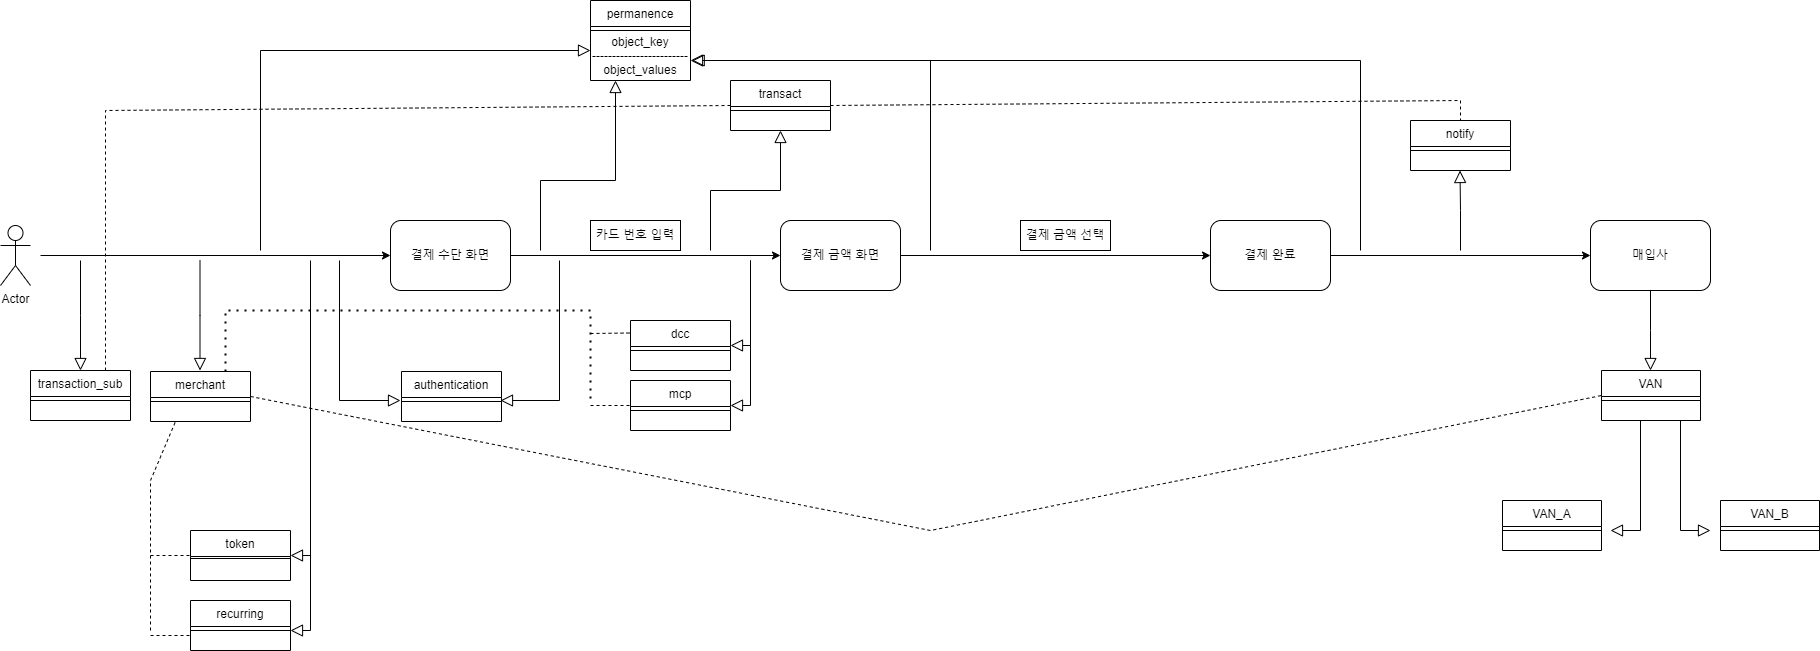 permanence
object_key
object_values
transact
notify
카드 번호 입력
결제 금액 선택
결제 수단 화면
결제 금액 화면
결제 완료
매입사
Actor
dcc
transaction_sub
merchant
authentication
mcp
VAN
VAN_A
VAN_B
token
recurring